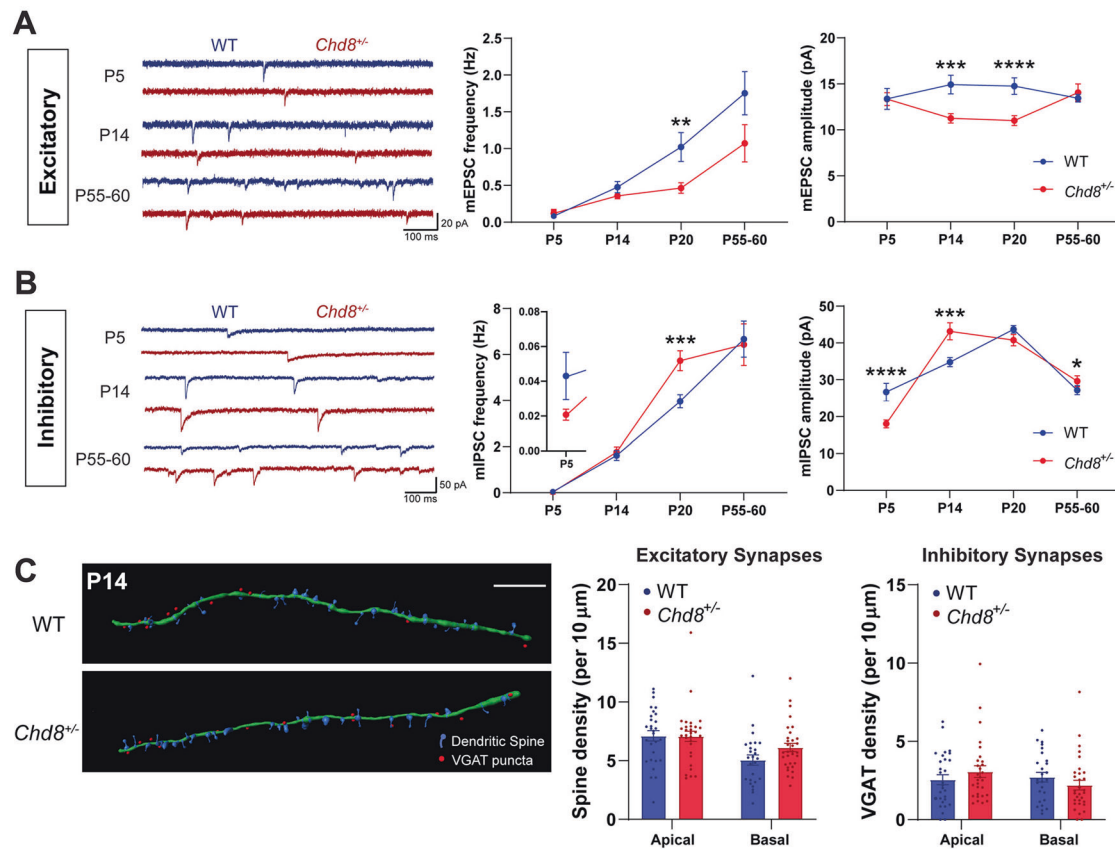 A
Excitatory
WT Chd8+/-
P5
P14
P55-60
20 pA
100 ms
mEPSC frequency (Hz)
2.5
2.0
1.5
1.0
0.5
0.0
**
P5 P14 P20 P55-60
mEPSC amplitude (pA)
20
15
10
5
0
*** ****
WT
Chd8+/-
P5 P14 P20 P55-60
B
Inhibitory
WT Chd8+/-
P5
P14
P55-60
50 pA
100 ms
mIPSC frequency (Hz)
8
6
4
2
0
0.08
0.06
0.04
0.02
0.00
P5
***
P5 P14 P20 P55-60
mIPSC amplitude (pA)
50
40
30
20
10
0
**** *** *
WT
Chd8+/-
P5 P14 P20 P55-60
C
P14
WT
Chd8+/-
Dendritic Spine
VGAT puncta
Excitatory Synapses
WT
Chd8+/-
Spine density (per 10 μm)
20
15
10
5
0
Apical Basal
Inhibitory Synapses
WT
Chd8+/-
VGAT density (per 10 μm)
15
10
5
0
Apical Basal